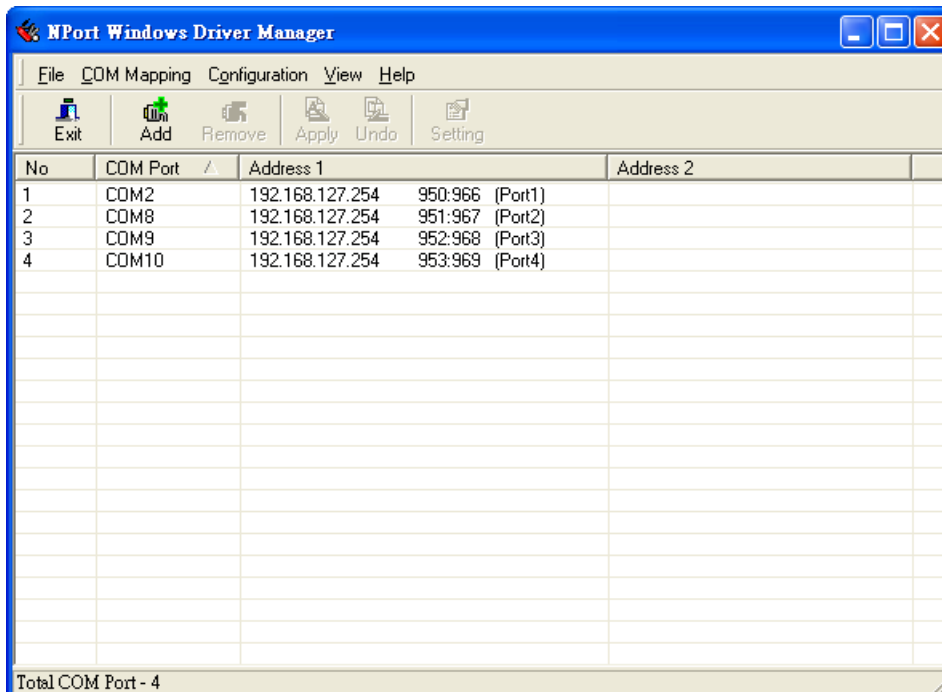 NPort Windows Driver Manager
File COM Mapping Configuration View Help
Exit Add Remove Apply Undo Setting
No COM Port Address 1 Address 2
1 COM2 192.168.127.254 950:966 (Port1)
2 COM8 192.168.127.254 951:967 (Port2)
3 COM9 192.168.127.254 952:968 (Port3)
4 COM10 192.168.127.254 953:969 (Port4)
Total COM Port - 4